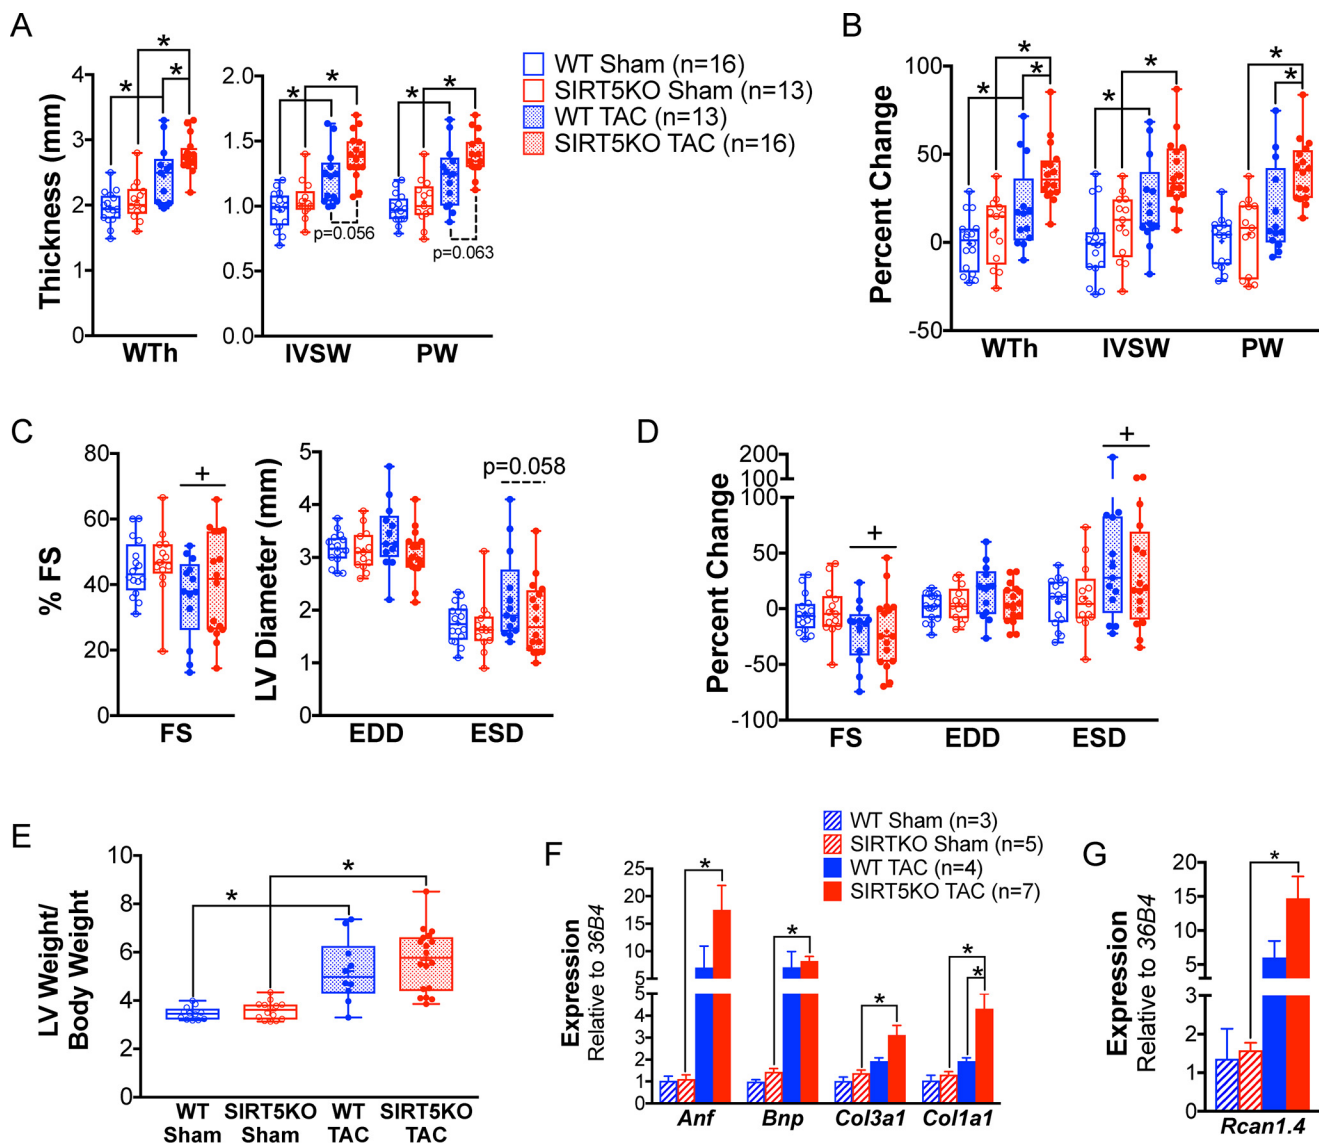 A
Thickness (mm)
4
3
2
1
0
2.0
1.5
1.0
0.5
0.0
*
*
*
*
*
*
*
p=0.056
p=0.063
WTh
IVSW
PW
WT Sham (n=16)
SIRT5KO Sham (n=13)
WT TAC (n=13)
SIRT5KO TAC (n=16)
B
Percent Change
100
50
0
-50
*
*
*
*
*
*
*
WTh
IVSW
PW
C
% FS
80
60
40
20
0
+
FS
LV Diameter (mm)
5
4
3
2
1
0
p=0.058
EDD
ESD
D
Percent Change
200
100
100
50
0
-50
-100
+
+
FS
EDD
ESD
E
LV Weight/
Body Weight
10
8
6
4
2
0
*
*
WT
Sham
SIRT5KO
Sham
WT
TAC
SIRT5KO
TAC
F
Expression
Relative to 36B4
25
20
15
10
5
5
4
3
2
1
0
*
*
*
*
*
Anf
Bnp
Col3a1
Col1a1
WT Sham (n=3)
SIRTKO Sham (n=5)
WT TAC (n=4)
SIRT5KO TAC (n=7)
G
Expression
Relative to 36B4
20
15
10
5
2
1
0
*
Rcan1.4